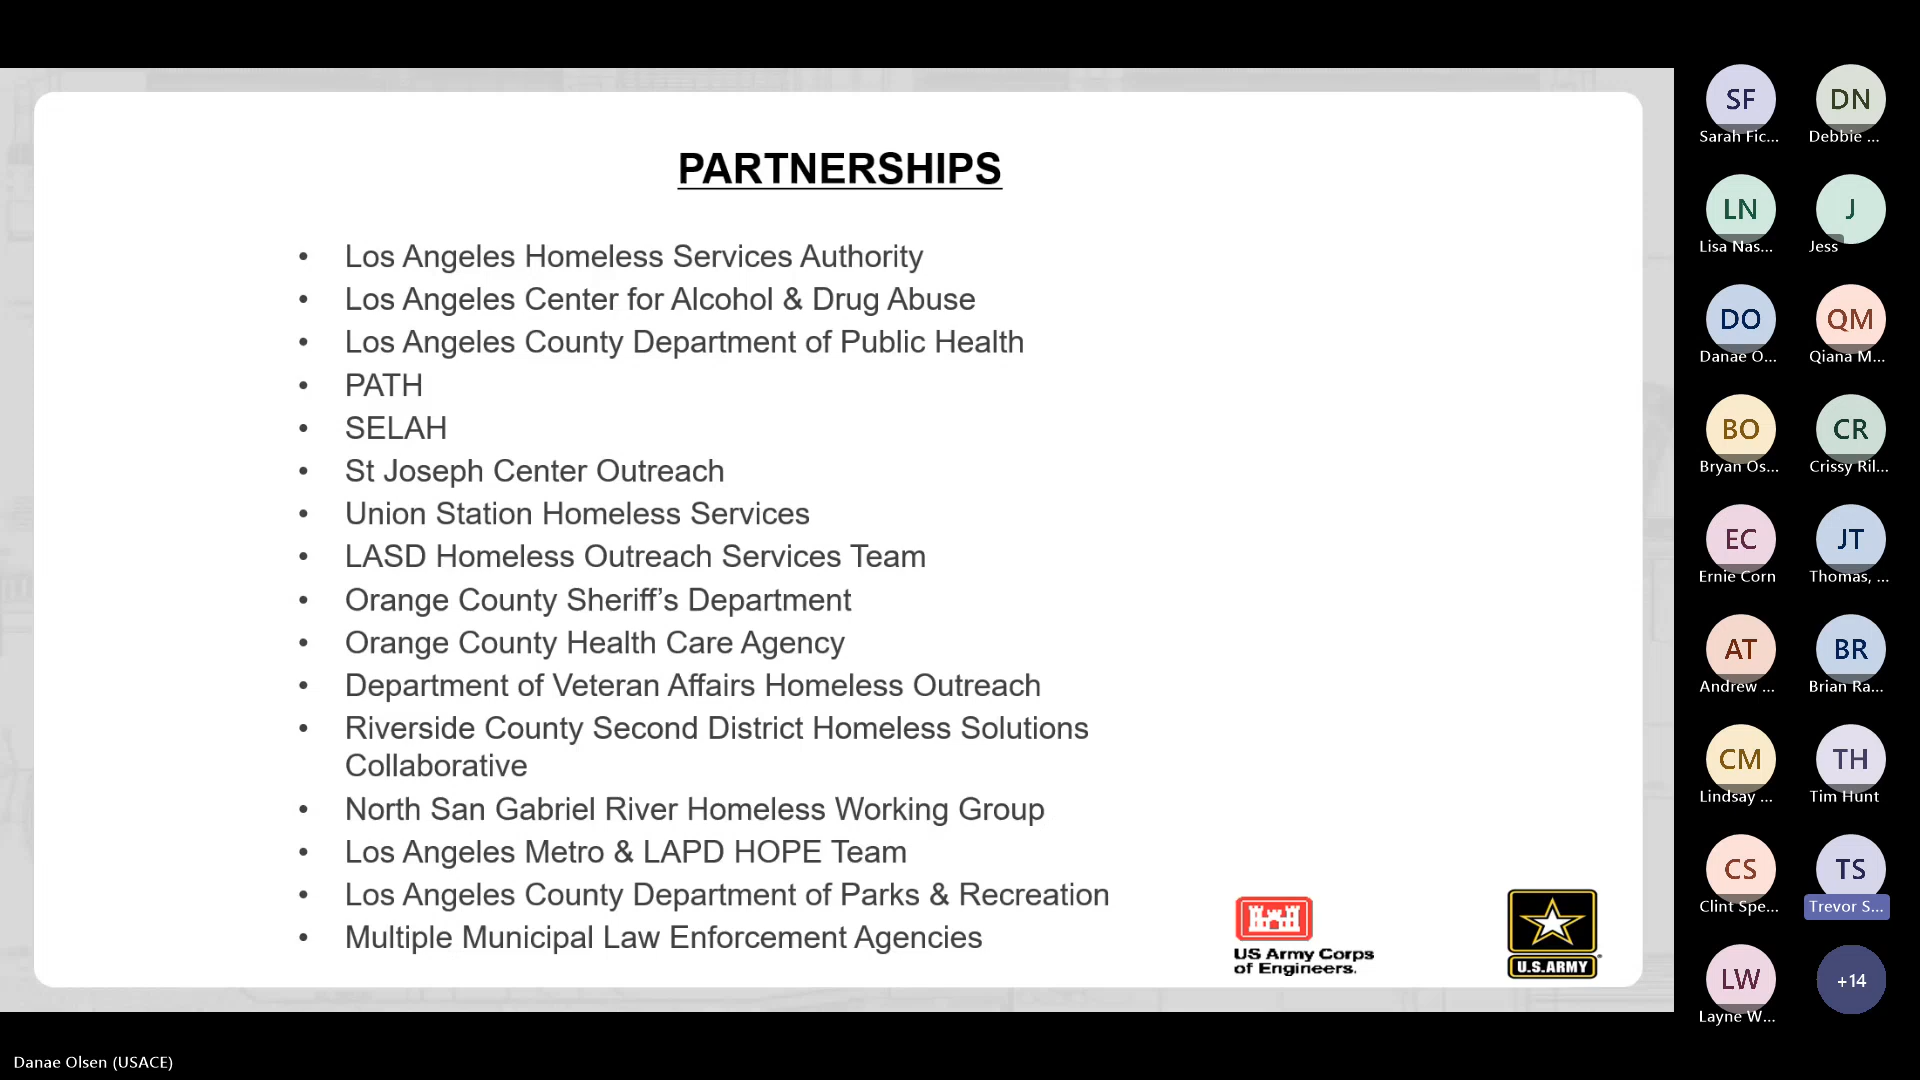 PARTNERSHIPS
• Los Angeles Homeless Services Authority
• Los Angeles Center for Alcohol & Drug Abuse
• Los Angeles County Department of Public Health
• PATH
• SELAH
• St Joseph Center Outreach
• Union Station Homeless Services
• LASD Homeless Outreach Services Team
• Orange County Sheriff’s Department
• Orange County Health Care Agency
• Department of Veteran Affairs Homeless Outreach
• Riverside County Second District Homeless Solutions
Collaborative
• North San Gabriel River Homeless Working Group
• Los Angeles Metro & LAPD HOPE Team
• Los Angeles County Department of Parks & Recreation
• Multiple Municipal Law Enforcement Agencies
US Army Corps
of Engineers.
U.S.ARMY
SF
Sarah Fic...
DN
Debbie ...
LN
Lisa Nas...
J
Jess
DO
Danae O...
QM
Qiana M...
BO
Bryan Os...
CR
Crissy Ril...
EC
Ernie Corn
JT
Thomas, ...
AT
Andrew ...
BR
Brian Ra...
CM
Lindsay ...
TH
Tim Hunt
CS
Clint Spe...
TS
Trevor S...
LW
Layne W...
+14
Danae Olsen (USACE)